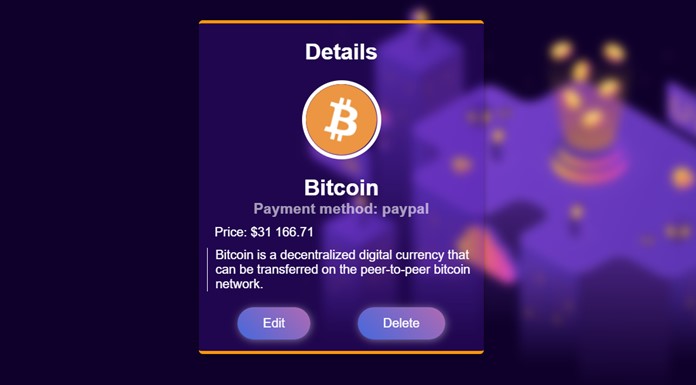 Details
Bitcoin
Payment method: paypal
Price: $31 166.71
Bitcoin is a decentralized digital currency that
can be transferred on the peer-to-peer bitcoin
network.
Edit
Delete